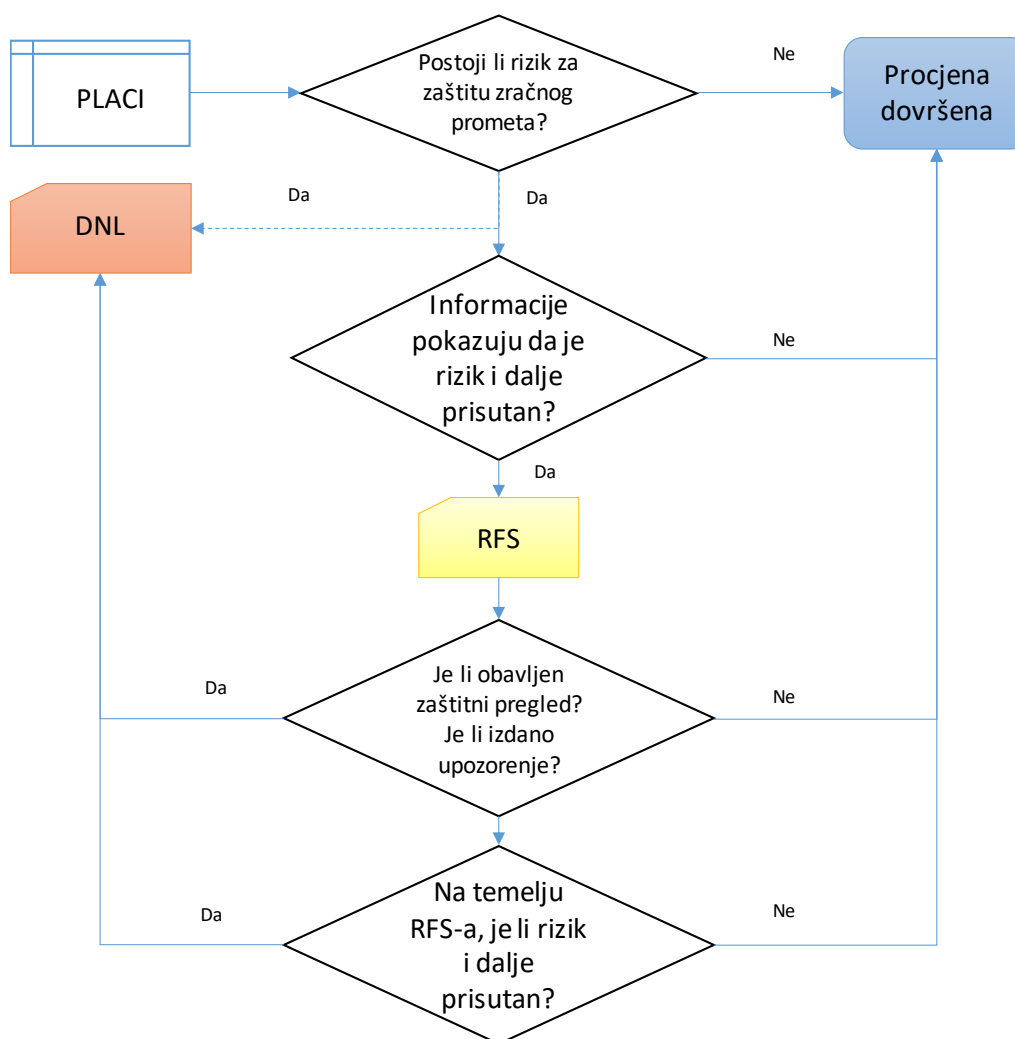 PLACI
Postoji li rizik za
zaštitu zračnog
prometa?
Ne
Procjena
dovršena
DNL
Da
Da
Informacije
pokazuju da je
rizik i dalje
prisutan?
Ne
Da
RFS
Da
Je li obavljen
zaštitni pregled?
Je li izdano
upozorenje?
Ne
Da
Na temelju
RFS-a, je li rizik
i dalje
prisutan?
Ne